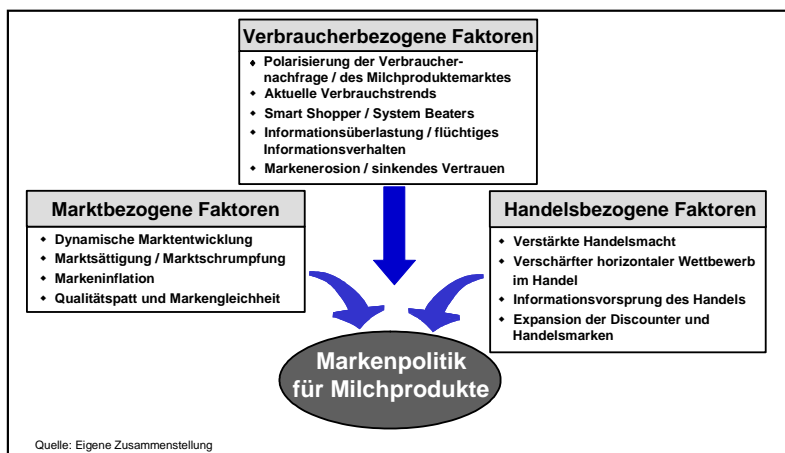 Verbraucherbezogene Faktoren
Polarisierung der Verbraucher-
nachfrage / des Milchproduktemarktes
Aktuelle Verbrauchstrends
Smart Shopper / System Beaters
Informationsüberlastung / flüchtiges
Informationsverhalten
Markenerosion / sinkendes Vertrauen
Marktbezogene Faktoren
Dynamische Marktentwicklung
Marktsättigung / Marktschrumpfung
Markeninflation
Qualitätspatt und Markengleichheit
Handelsbezogene Faktoren
Verstärkte Handelsmacht
Verschärfter horizontaler Wettbewerb
im Handel
Informationsvorsprung des Handels
Expansion der Discounter und
Handelsmarken
Markenpolitik
für Milchprodukte
Quelle: Eigene Zusammenstellung